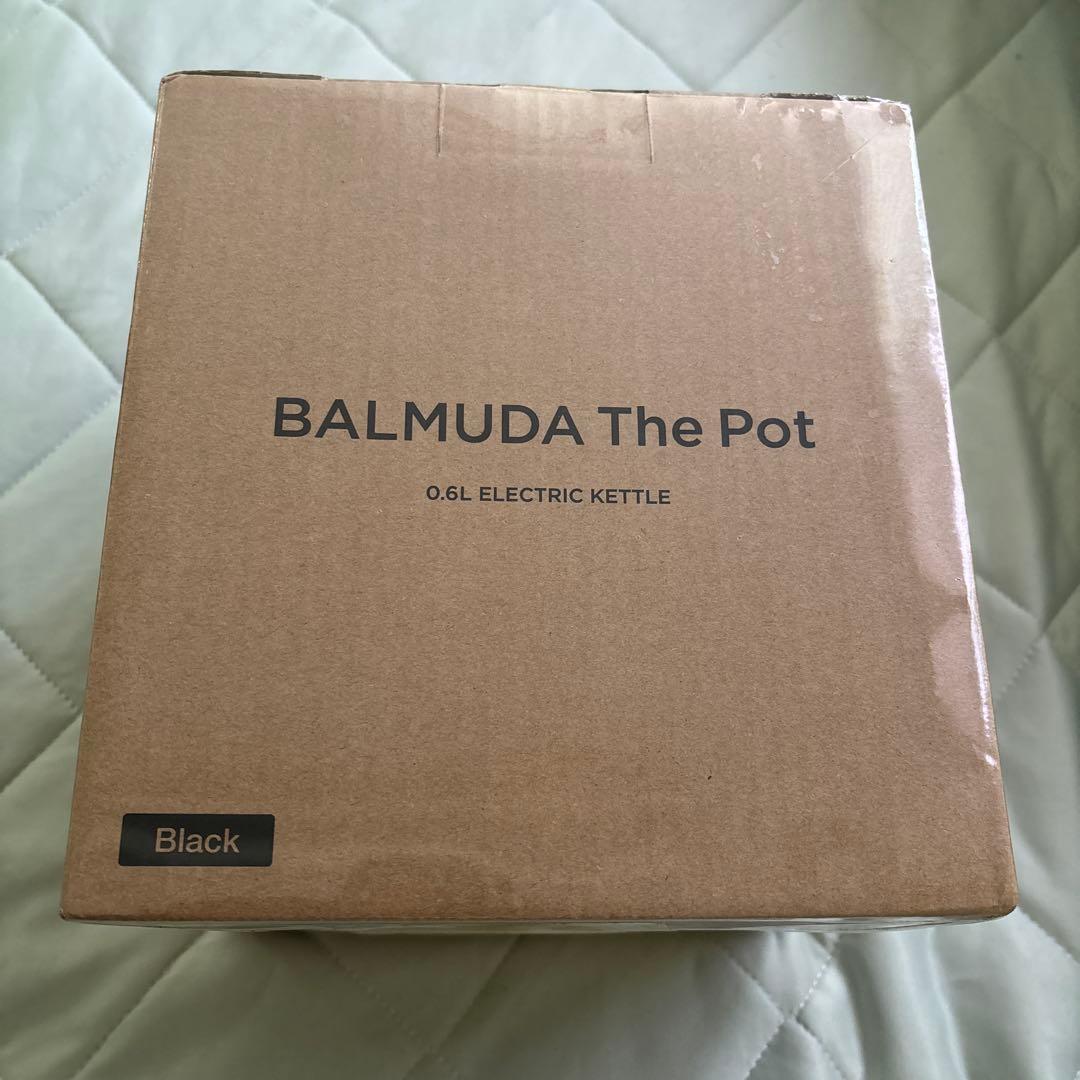 BALMUDA The Pot
0.6L ELECTRIC KETTLE
Black